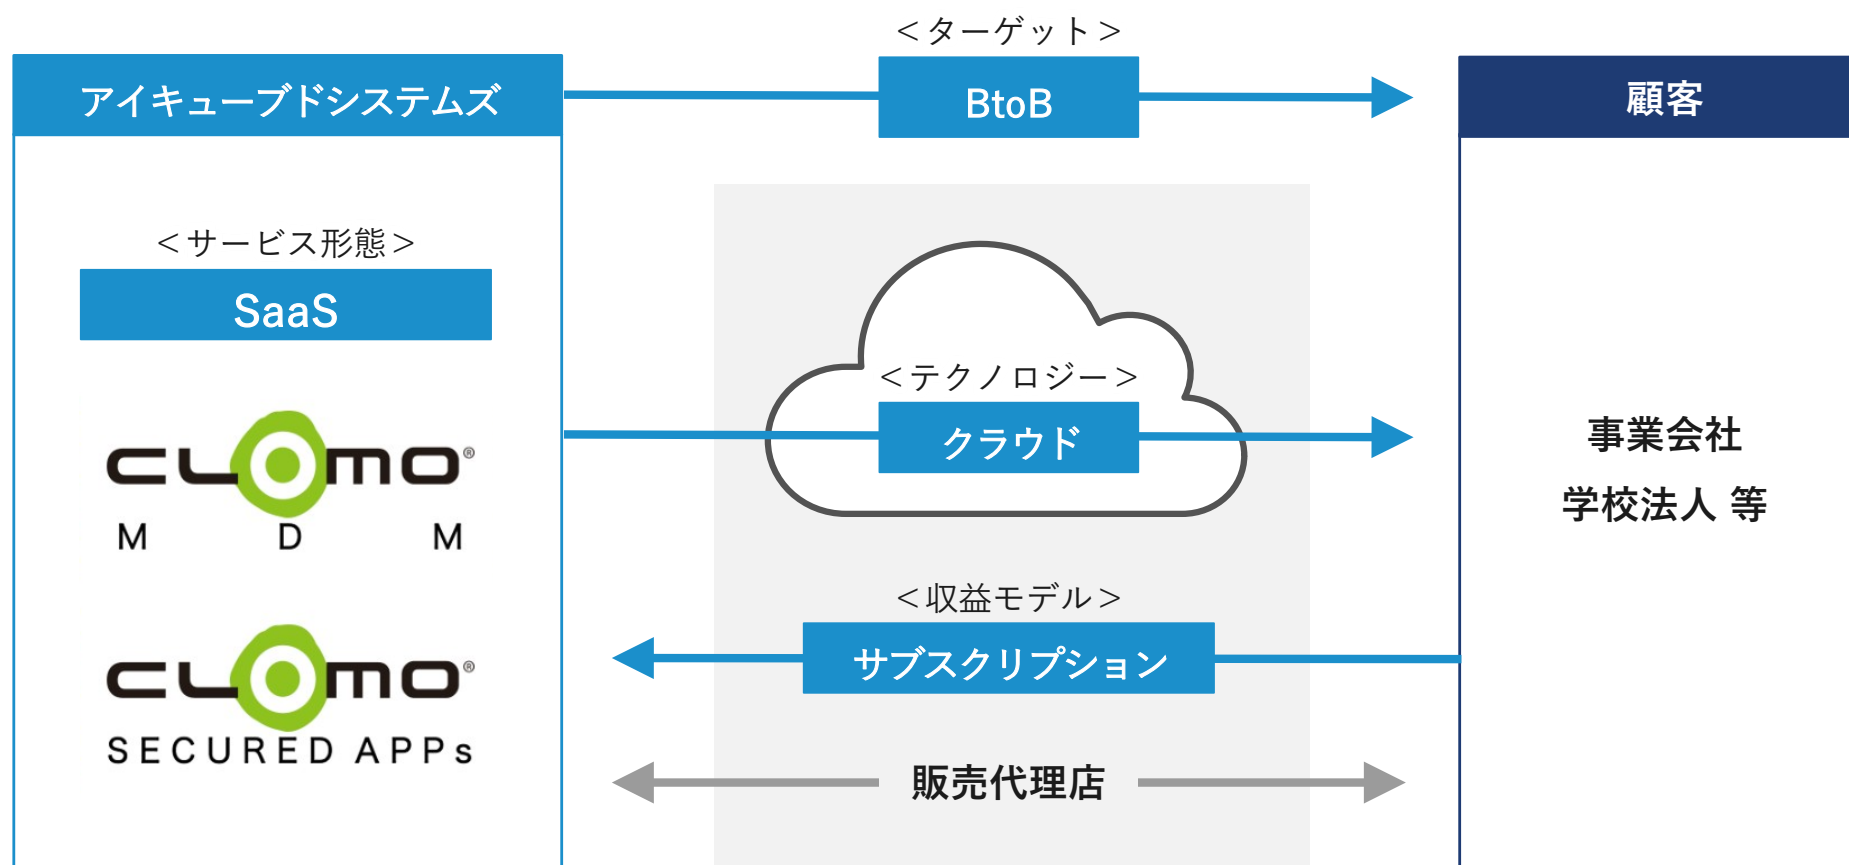 ＜ターゲット＞
アイキューブドシステムズ
BtoB
顧客
＜サービス形態＞
SaaS
CLOMO®
MDM
CLOMO®
SECURED APPs
＜テクノロジー＞
クラウド
＜収益モデル＞
サブスクリプション
販売代理店
事業会社
学校法人 等